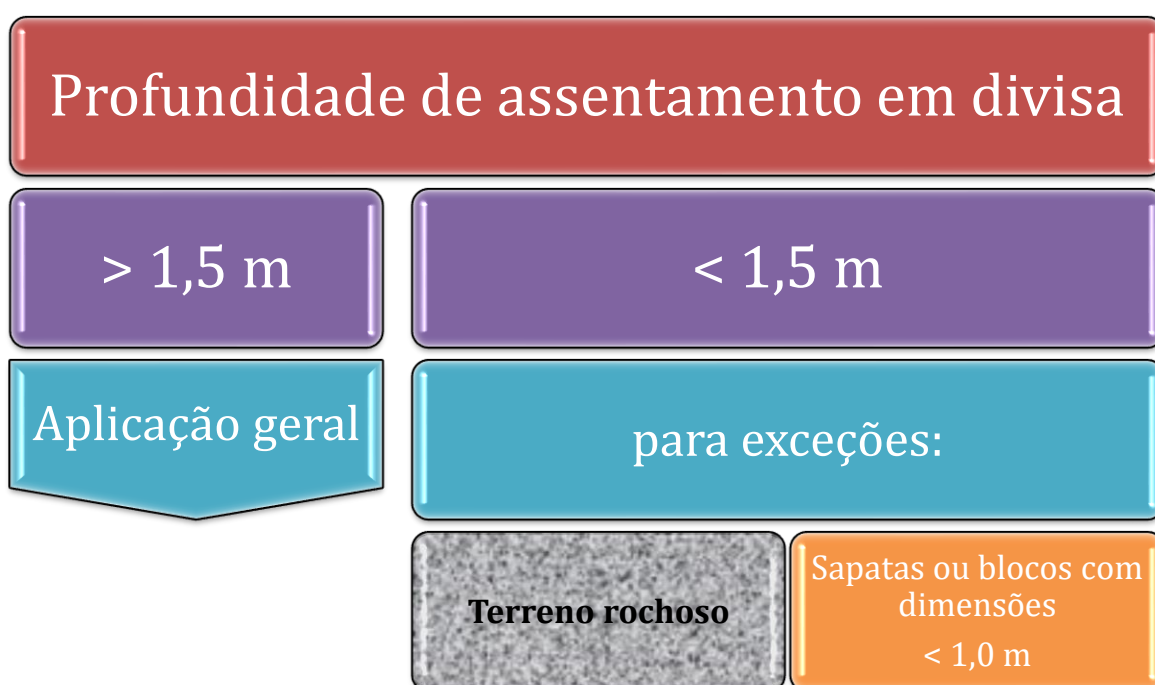 Profundidade de assentamento em divisa
> 1,5 m
< 1,5 m
Aplicação geral
para exceções:
Terreno rochoso
Sapatas ou blocos com
dimensões
< 1,0 m